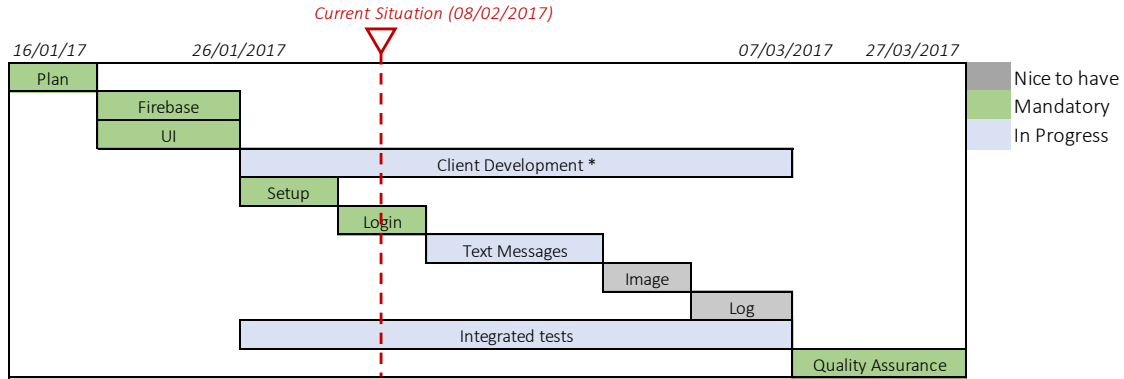 Current Situation (08/02/2017)
16/01/17 26/01/2017 07/03/2017 27/03/2017
Plan
Nice to have
Firebase
Mandatory
UI
In Progress
Client Development *
Setup
Login
Text Messages
Image
Log
Integrated tests
Quality Assurance